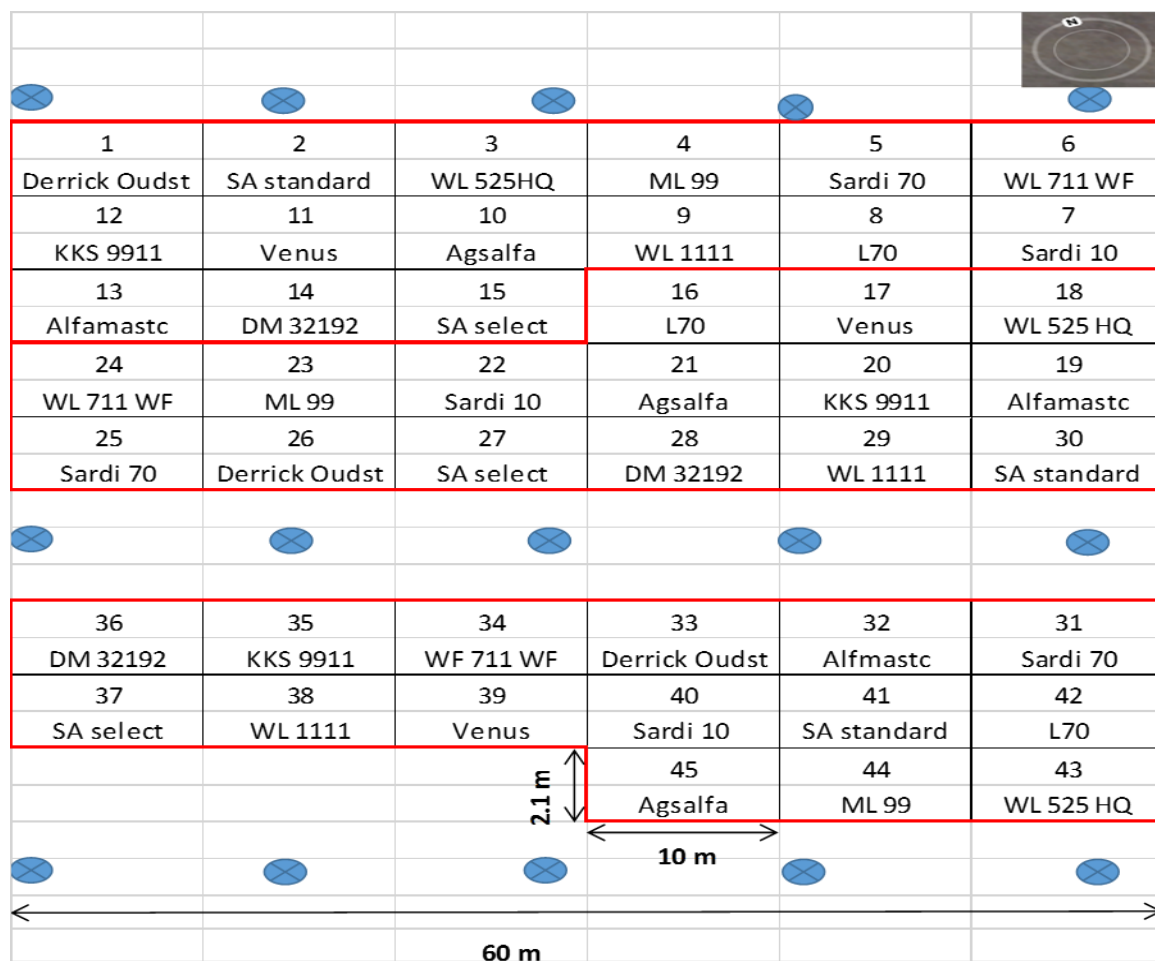 N
1 2 3 4 5 6
Derrick Oudst SA standard WL 525HQ ML 99 Sardi 70 WL 711 WF
12 11 10 9 8 7
KKS 9911 Venus Agsalfa WL 1111 L70 Sardi 10
13 14 15 16 17 18
Alfamastc DM 32192 SA select L70 Venus WL 525 HQ
24 23 22 21 20 19
WL 711 WF ML 99 Sardi 10 Agsalfa KKS 9911 Alfamastc
25 26 27 28 29 30
Sardi 70 Derrick Oudst SA select DM 32192 WL 1111 SA standard
36 35 34 33 32 31
DM 32192 KKS 9911 WF 711 WF Derrick Oudst Alfmastc Sardi 70
37 38 39 40 41 42
SA select WL 1111 Venus Sardi 10 SA standard L70
45 44 43
Agsalfa ML 99 WL 525 HQ
2.1 m
10 m
60 m